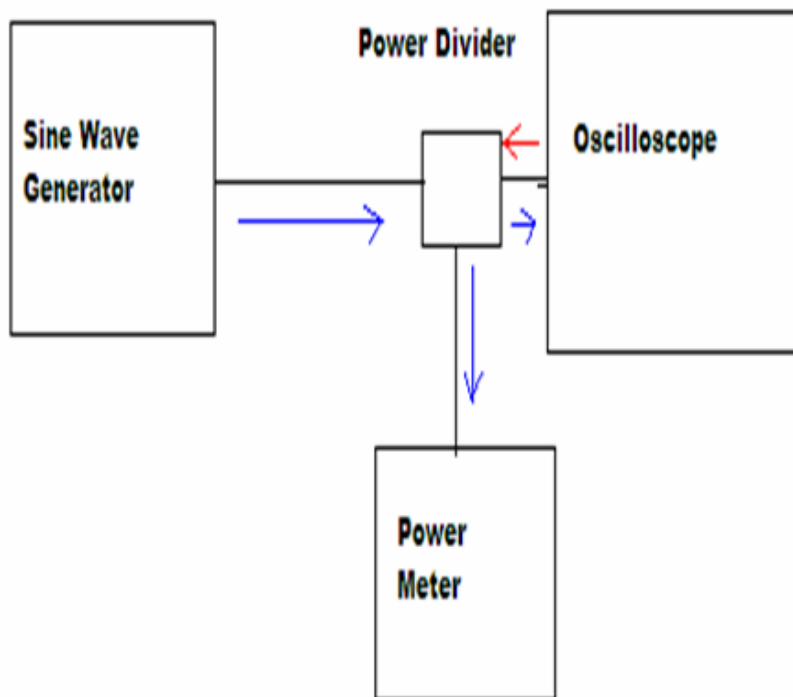 Power Divider
Sine Wave
Generator
Oscilloscope
Power
Meter